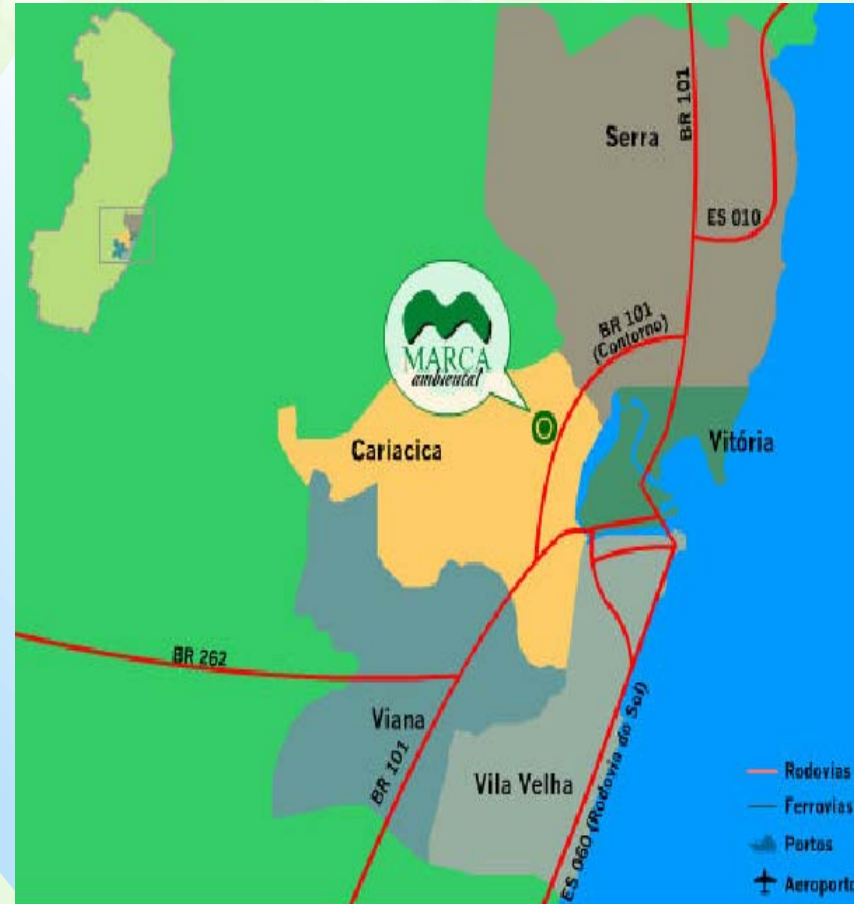 BR 101
Serra
ES 010
BR 101
(Contorno)
MARCA
ambiental
Cariacica
Vitória
BR 262
Viana
BR 101
Vila Velha
ES 060 (Rodovia do Sol)
Rodovias
Ferrovias
Portos
Aeroporto